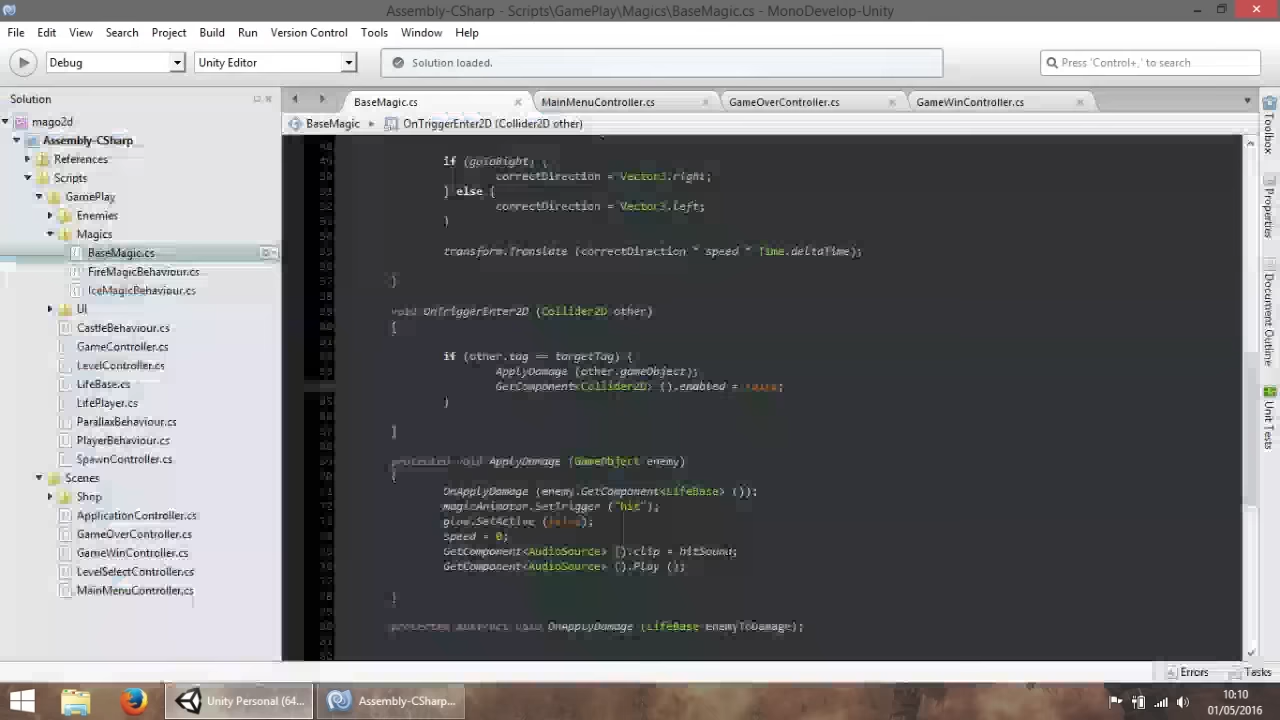 Assembly-CSharp - Scripts\GamePlay\Magics\BaseMagic.cs - MonoDevelop-Unity
File Edit View Search Project Build Run Version Control Tools Window Help
Debug Unity Editor Solution loaded. Press 'Control+,' to search
Solution
BaseMagic.cs MainMenuController.cs GameOverController.cs GameWinController.cs
BaseMagic OnTriggerEnter2D (Collider2D other)
mago2d
Assembly-CSharp
References
Scripts
GamePlay
Enemies
Magics
BaseMagic.cs
FireMagicBehaviour.cs
IceMagicBehaviour.cs
UI
CastleBehaviour.cs
GameController.cs
LevelController.cs
LifeBase.cs
LifePlayer.cs
ParallaxBehaviour.cs
PlayerBehaviour.cs
SpawnController.cs
Scenes
Shop
ApplicationController.cs
GameOverController.cs
GameWinController.cs
LevelSelectController.cs
MainMenuController.cs
if (goToRight) {
correctDirection = Vector3.right;
} else {
correctDirection = Vector3.left;
}
transform.Translate (correctDirection * speed * Time.deltaTime);
}
void OnTriggerEnter2D (Collider2D other)
{
if (other.tag == targetTag) {
ApplyDamage (other.gameObject);
GetComponent<Collider2D> ().enabled = false;
}
}
protected void ApplyDamage (GameObject enemy)
{
OnApplyDamage (enemy.GetComponent<LifeBase> ());
magicAnimator.SetTrigger ("hit");
glow.SetActive (false);
speed = 0;
GetComponent<AudioSource> ().clip = hitSound;
GetComponent<AudioSource> ().Play ();
}
protected abstract void OnApplyDamage (LifeBase enemyToDamage);
Toolbox
Properties
Document Outline
Unit Tests
Errors Tasks
Unity Personal (64... Assembly-CSharp...
10:10
01/05/2016